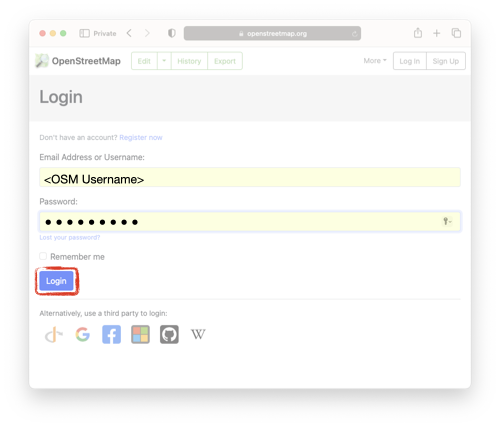 Private
openstreetmap.org
OpenStreetMap
Edit History Export
More Log In Sign Up
Login
Don't have an account? Register now
Email Address or Username:
<OSM Username>
Password:
●●●●●●●●●
Lost your password?
Remember me
Login
Alternatively, use a third party to login:
G f W